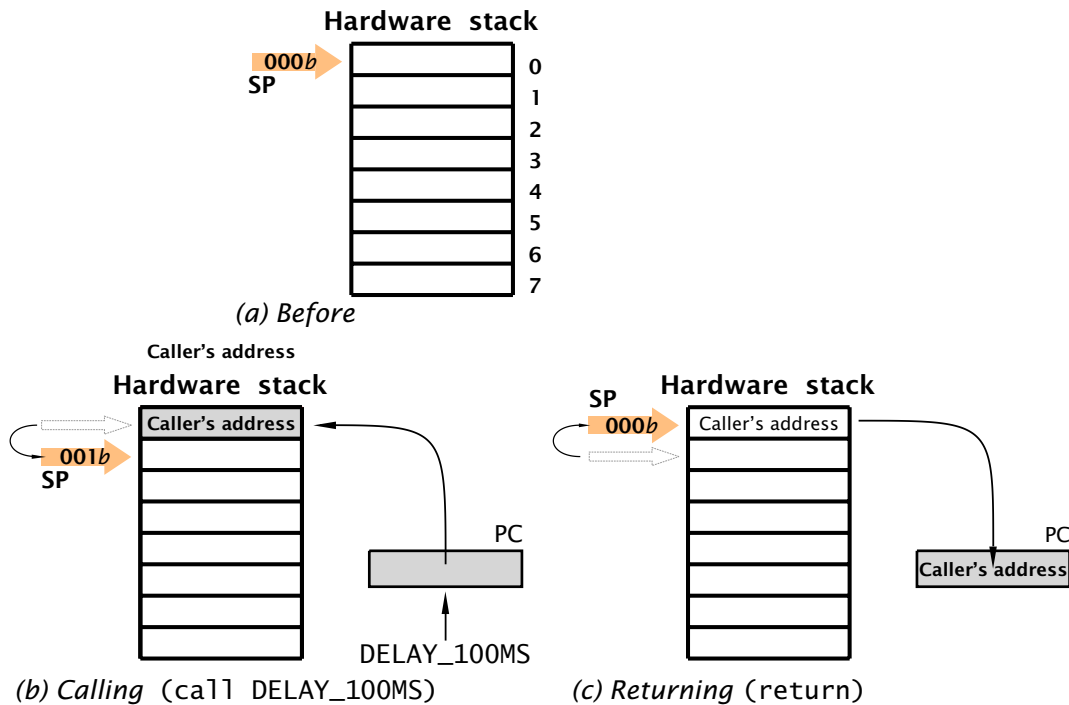 Hardware stack
000b
SP
0
1
2
3
4
5
6
7
(a) Before
Caller's address
Hardware stack
Caller's address
001b
SP
PC
DELAY_100MS
(b) Calling (call DELAY_100MS)
Hardware stack
SP
000b
Caller's address
PC
Caller's address
(c) Returning (return)